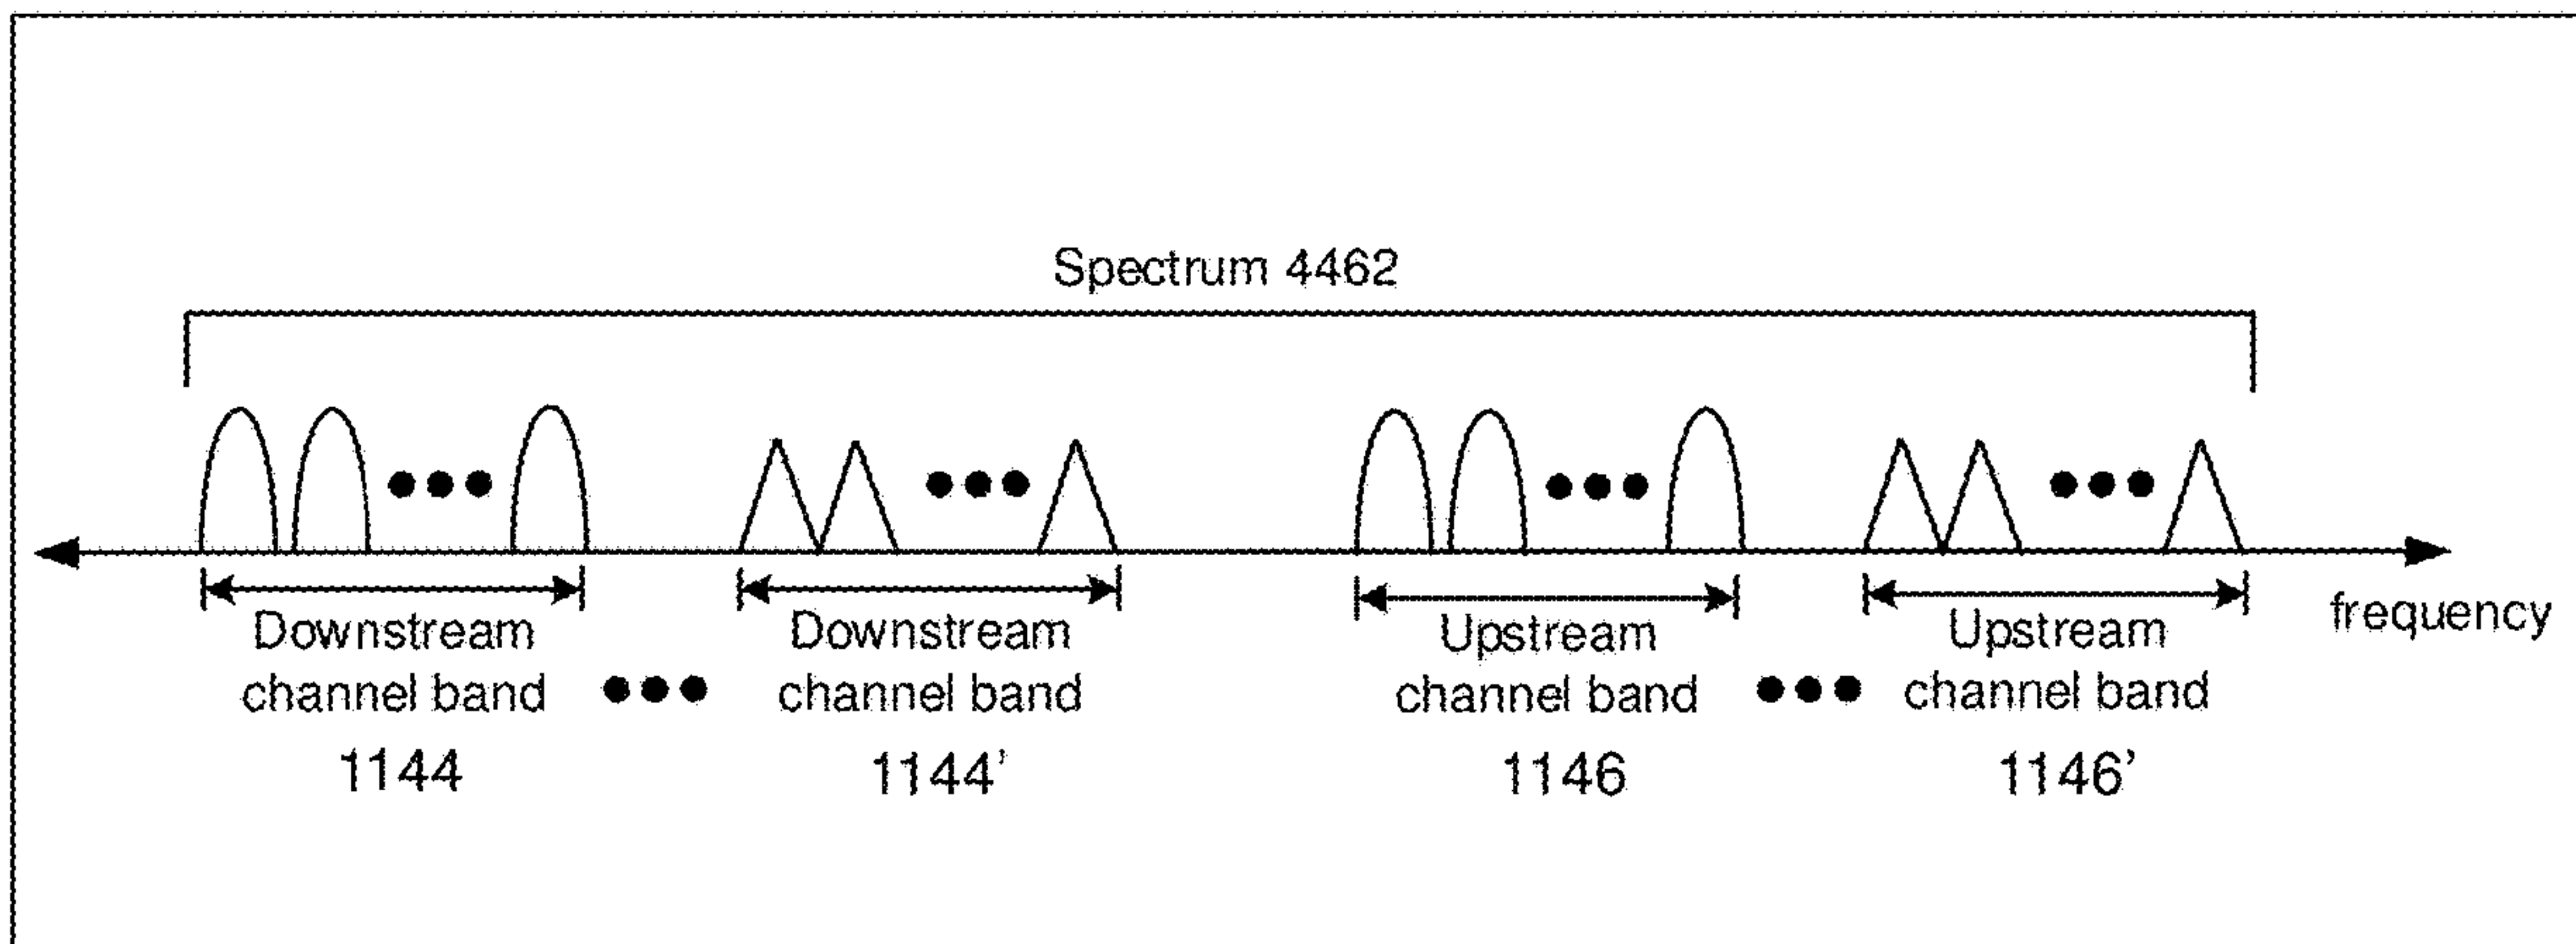 Spectrum 4462
Downstream
channel band
1144
Downstream
channel band
1144'
Upstream
channel band
1146
Upstream
channel band
1146'
frequency